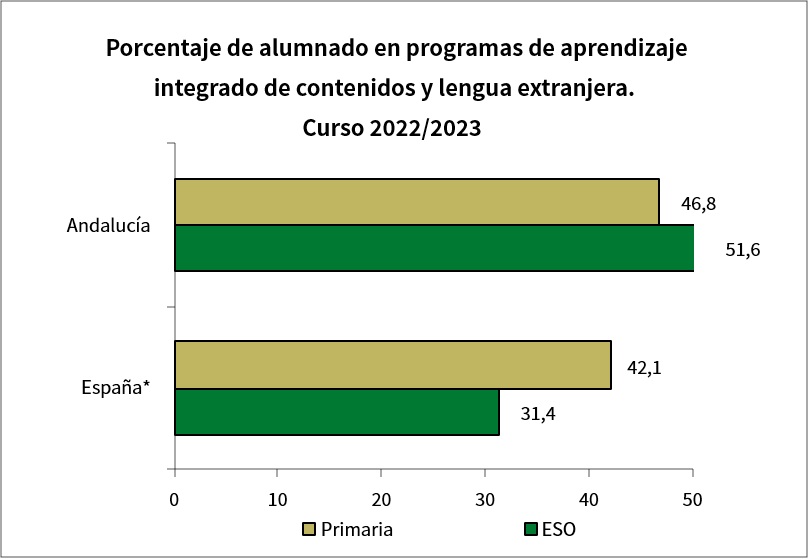 Porcentaje de alumnado en programas de aprendizaje
integrado de contenidos y lengua extranjera.
Curso 2022/2023
Andalucía
46,8
51,6
España*
42,1
31,4
0 10 20 30 40 50
Primaria ESO